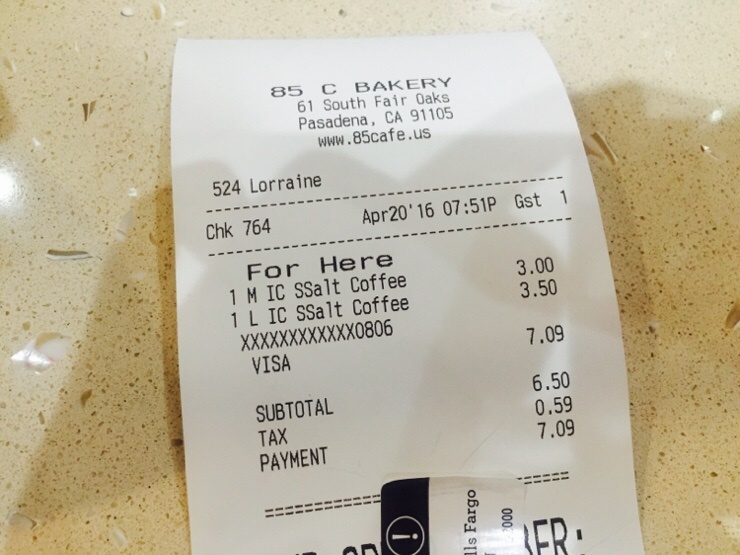 85 C BAKERY
61 South Fair Oaks
Pasadena, CA 91105
www.85cafe.us
524 Lorraine
Chk 764 Apr20'16 07:51P Gst 1
For Here
1 M IC SSalt Coffee 3.00
1 L IC SSalt Coffee 3.50
XXXXXXXXXXXX0806
VISA 7.09
SUBTOTAL 6.50
TAX 0.59
PAYMENT 7.09